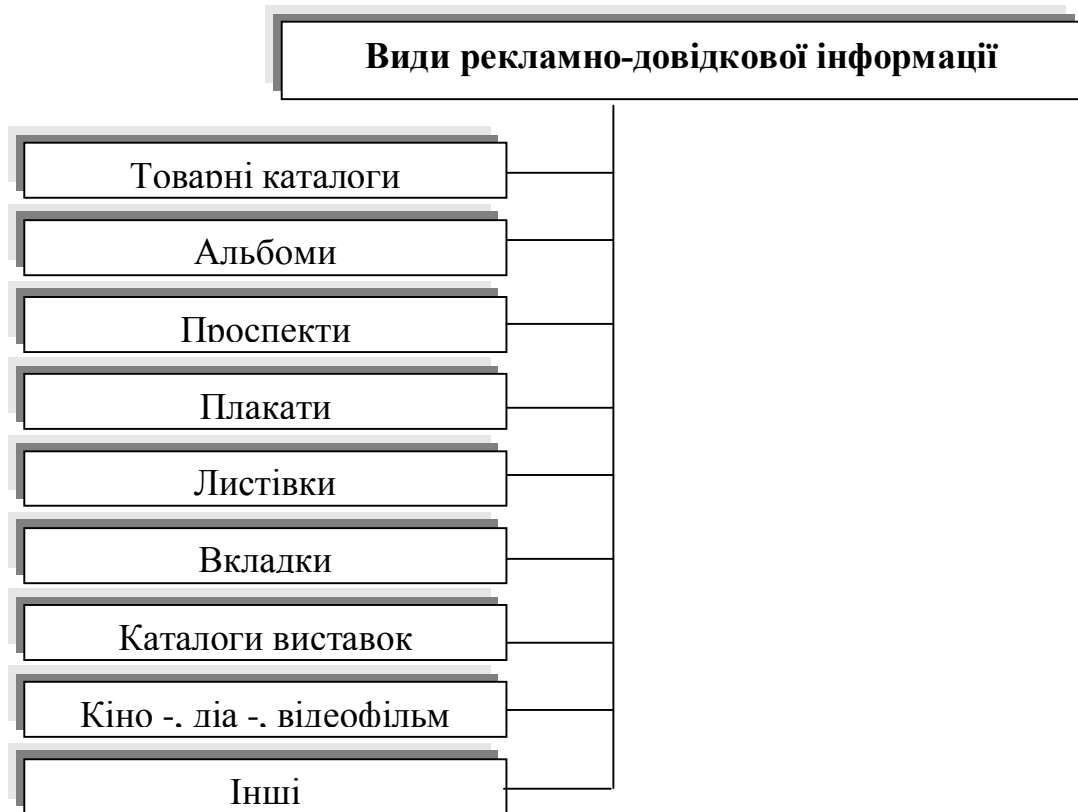 Види рекламно-довідкової інформації
Товарні каталоги
Альбоми
Проспекти
Плакати
Листівки
Вкладки
Каталоги виставок
Кіно -, діа -, відеофільм
Інші